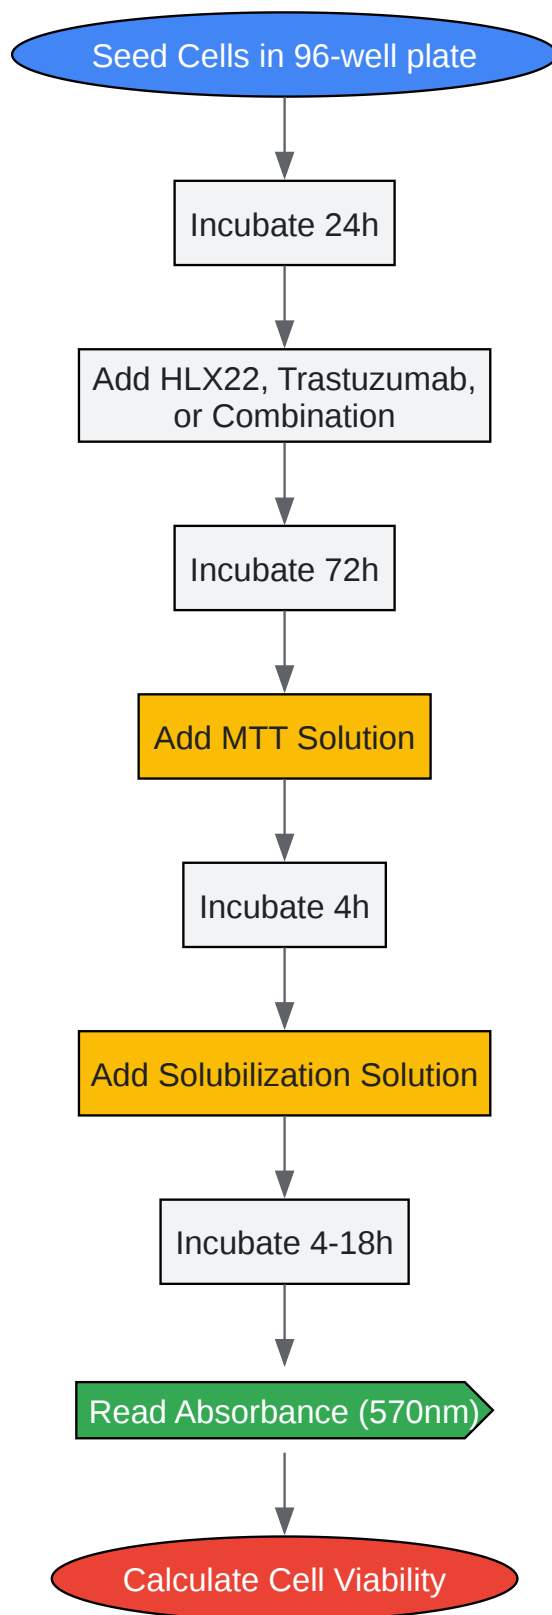 Seed Cells in 96-well plate
Incubate 24h
Add HLX22, Trastuzumab,
or Combination
Incubate 72h
Add MTT Solution
Incubate 4h
Add Solubilization Solution
Incubate 4-18h
Read Absorbance (570nm)
Calculate Cell Viability